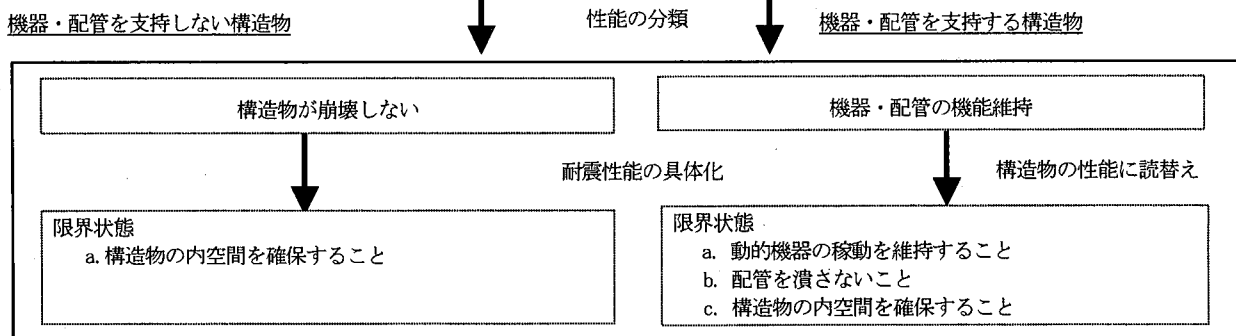 機器・配管を支持しない構造物
性能の分類
機器・配管を支持する構造物
構造物が崩壊しない
機器・配管の機能維持
耐震性能の具体化
構造物の性能に読替え
限界状態
a. 構造物の内空間を確保すること
限界状態
a. 動的機器の稼動を維持すること
b. 配管を潰さないこと
c. 構造物の内空間を確保すること